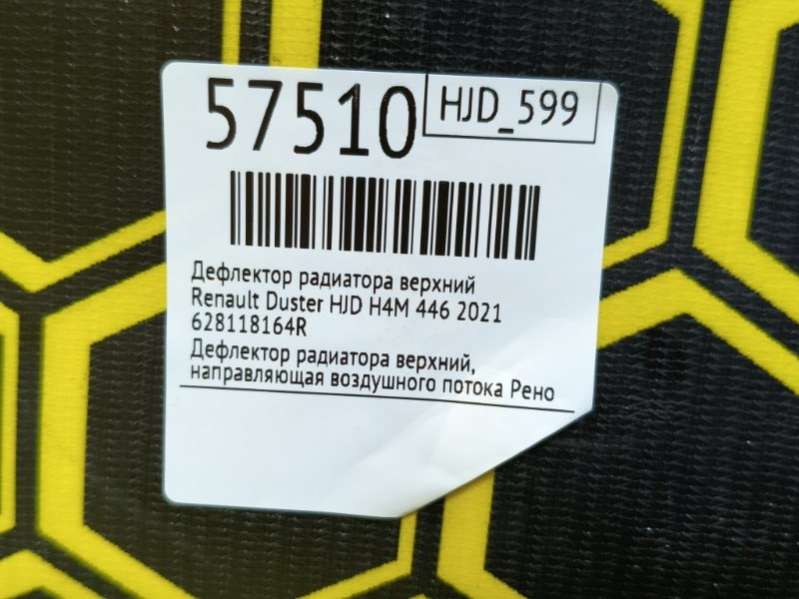 57510
HJD_599
Дефлектор радиатора верхний
Renault Duster HJD H4M 446 2021
628118164R
Дефлектор радиатора верхний,
направляющая воздушного потока Рено